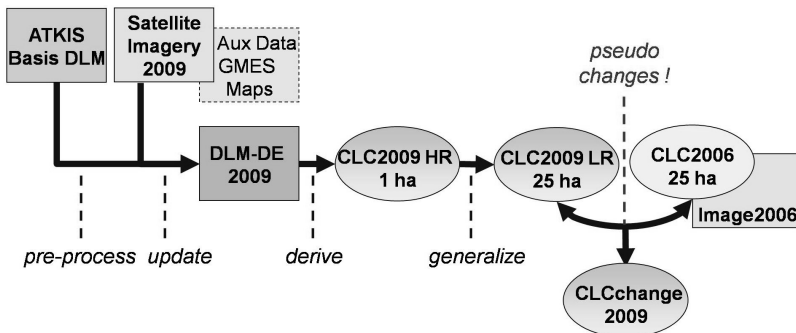 ATKIS
Basis DLM
Satellite
Imagery
2009
Aux Data
GMES
Maps
pseudo
changes !
DLM-DE
2009
CLC2009 HR
1 ha
CLC2009 LR
25 ha
CLC2006
25 ha
Image2006
pre-process
update
derive
generalize
CLCchange
2009